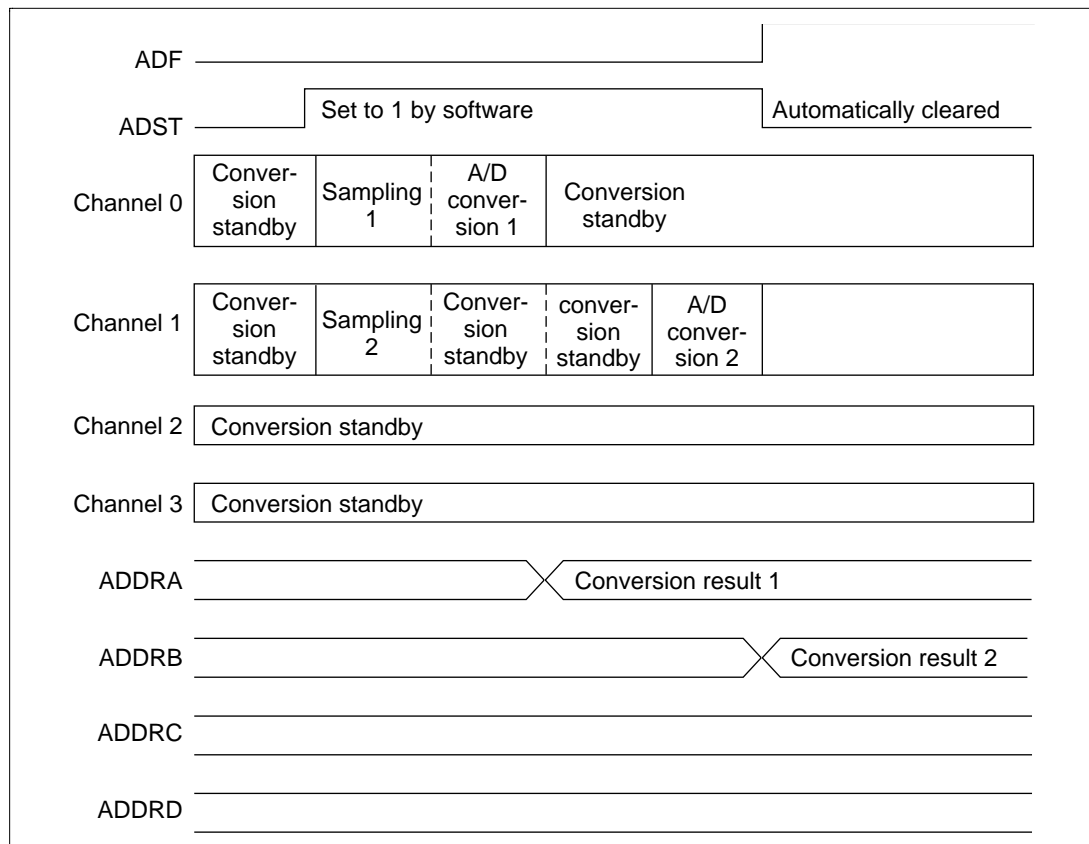 ADF
ADST
Set to 1 by software
Automatically cleared
Channel 0
Conver-
sion
standby
Sampling
1
A/D
conver-
sion 1
Conversion
standby
Channel 1
Conver-
sion
standby
Sampling
2
Conver-
sion
standby
conver-
sion
standby
A/D
conver-
sion 2
Channel 2
Conversion standby
Channel 3
Conversion standby
ADDRA
Conversion result 1
ADDRB
Conversion result 2
ADDRC
ADDRD